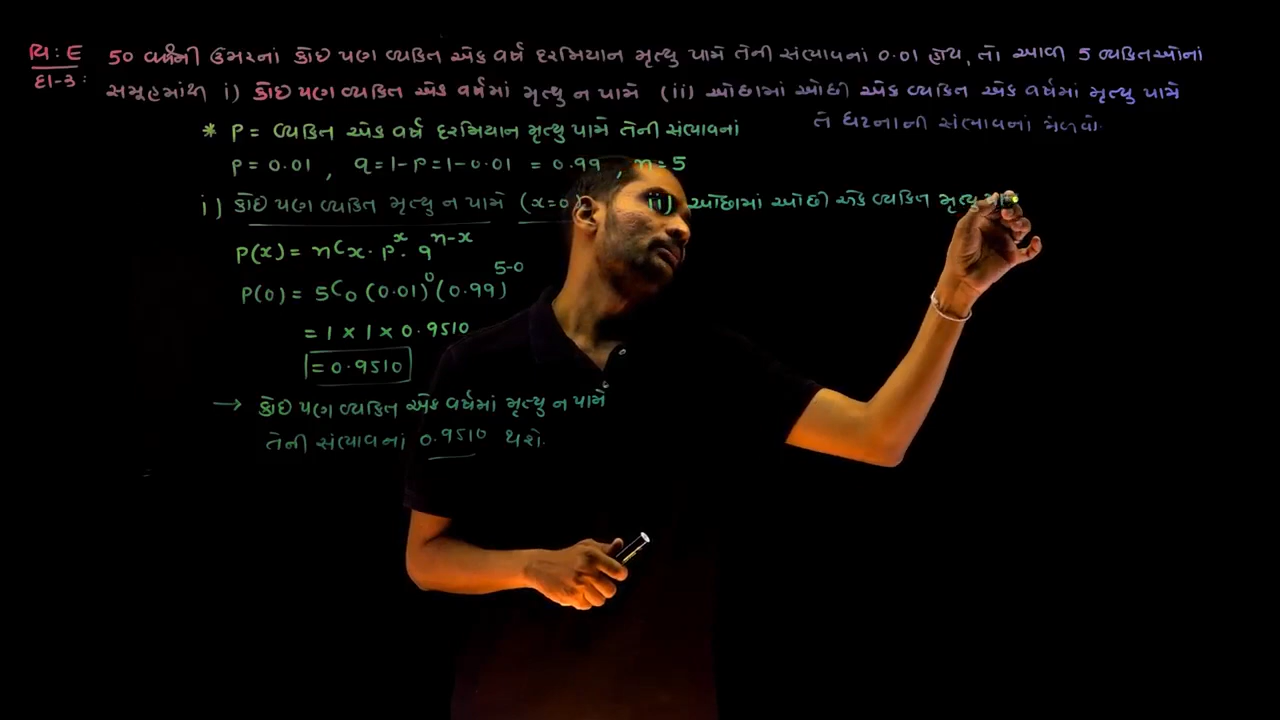 વિ : E 50 વર્ષની ઉંમરનાં કોઇ પણ વ્યકિત એક વર્ષ દરમિયાન મૃત્યુ પામે તેની સંભાવનાં 0.01 હોય, તો આવી 5 વ્યકિતઓનાં
દા-૩: સમૂહમાંથી i) કોઇ પણ વ્યકિત એક વર્ષમાં મૃત્યુ ન પામે (ii) ઓછામાં ઓછી એક વ્યકિત એક વર્ષમાં મૃત્યુ પામે
તે ઘટનાની સંભાવનાં મેળવો.
* P = વ્યકિત એક વર્ષ દરમિયાન મૃત્યુ પામે તેની સંભાવનાં
P = 0.01 , q = 1-P = 1-0.01 = 0.99 , n = 5
i) કોઇ પણ વ્યકિત મૃત્યુ ન પામે (x=0)
ii) ઓછામાં ઓછી એક વ્યકિત મૃત્યુ
P(x) = nCx · P^x · q^n-x
P(0) = 5C0 (0.01)^0 (0.99)^5-0
= 1 × 1 × 0.9510
= 0.9510
→ કોઇ પણ વ્યકિત એક વર્ષમાં મૃત્યુ ન પામે
તેની સંભાવનાં 0.9510 થશે.